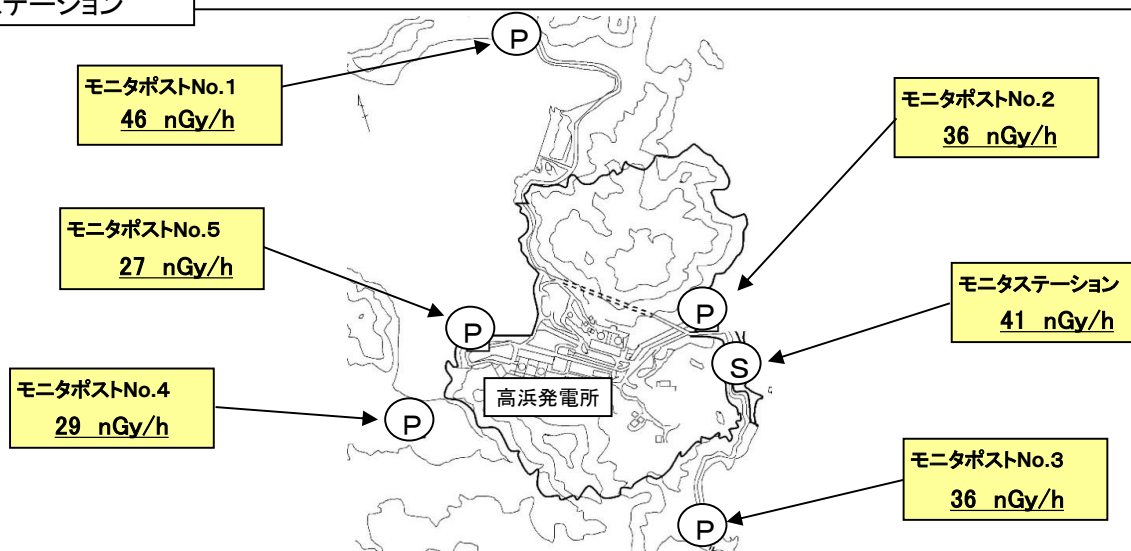 ステーション
P
モニタポストNo.1
46 nGy/h
モニタポストNo.2
36 nGy/h
モニタポストNo.5
27 nGy/h
モニタステーション
41 nGy/h
P
P
S
モニタポストNo.4
29 nGy/h
高浜発電所
P
モニタポストNo.3
36 nGy/h
P